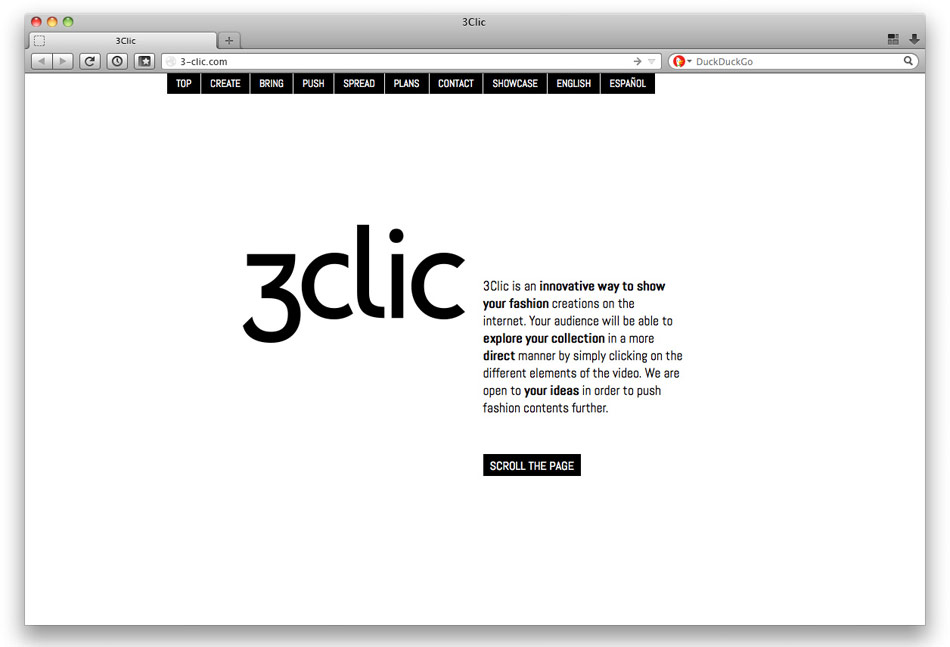 3Clic
3Clic
3-clic.com
DuckDuckGo
TOP CREATE BRING PUSH SPREAD PLANS CONTACT SHOWCASE ENGLISH ESPAÑOL
3clic
3Clic is an innovative way to show
your fashion creations on the
internet. Your audience will be able to
explore your collection in a more
direct manner by simply clicking on the
different elements of the video. We are
open to your ideas in order to push
fashion contents further.
SCROLL THE PAGE